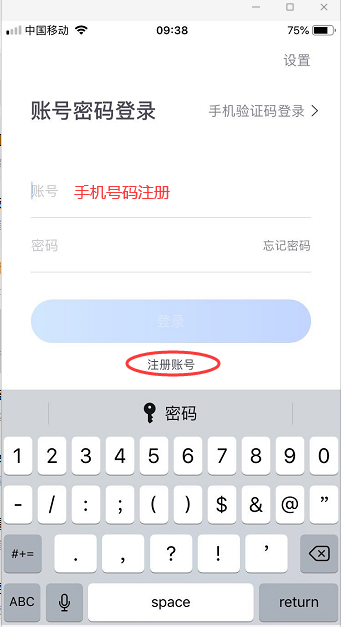 中国移动 09:38 75%
设置
账号密码登录 手机验证码登录
账号 手机号码注册
密码 忘记密码
登录
注册账号
密码
1 2 3 4 5 6 7 8 9 0
- / : ; ( ) $ & @ ”
#+= . , ? ! ’
ABC space return